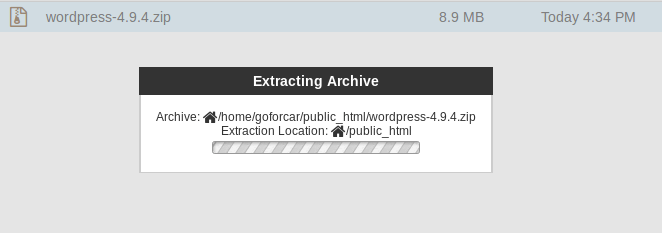 wordpress-4.9.4.zip 8.9 MB Today 4:34 PM
Extracting Archive
Archive: /home/goforcar/public_html/wordpress-4.9.4.zip
Extraction Location: /public_html